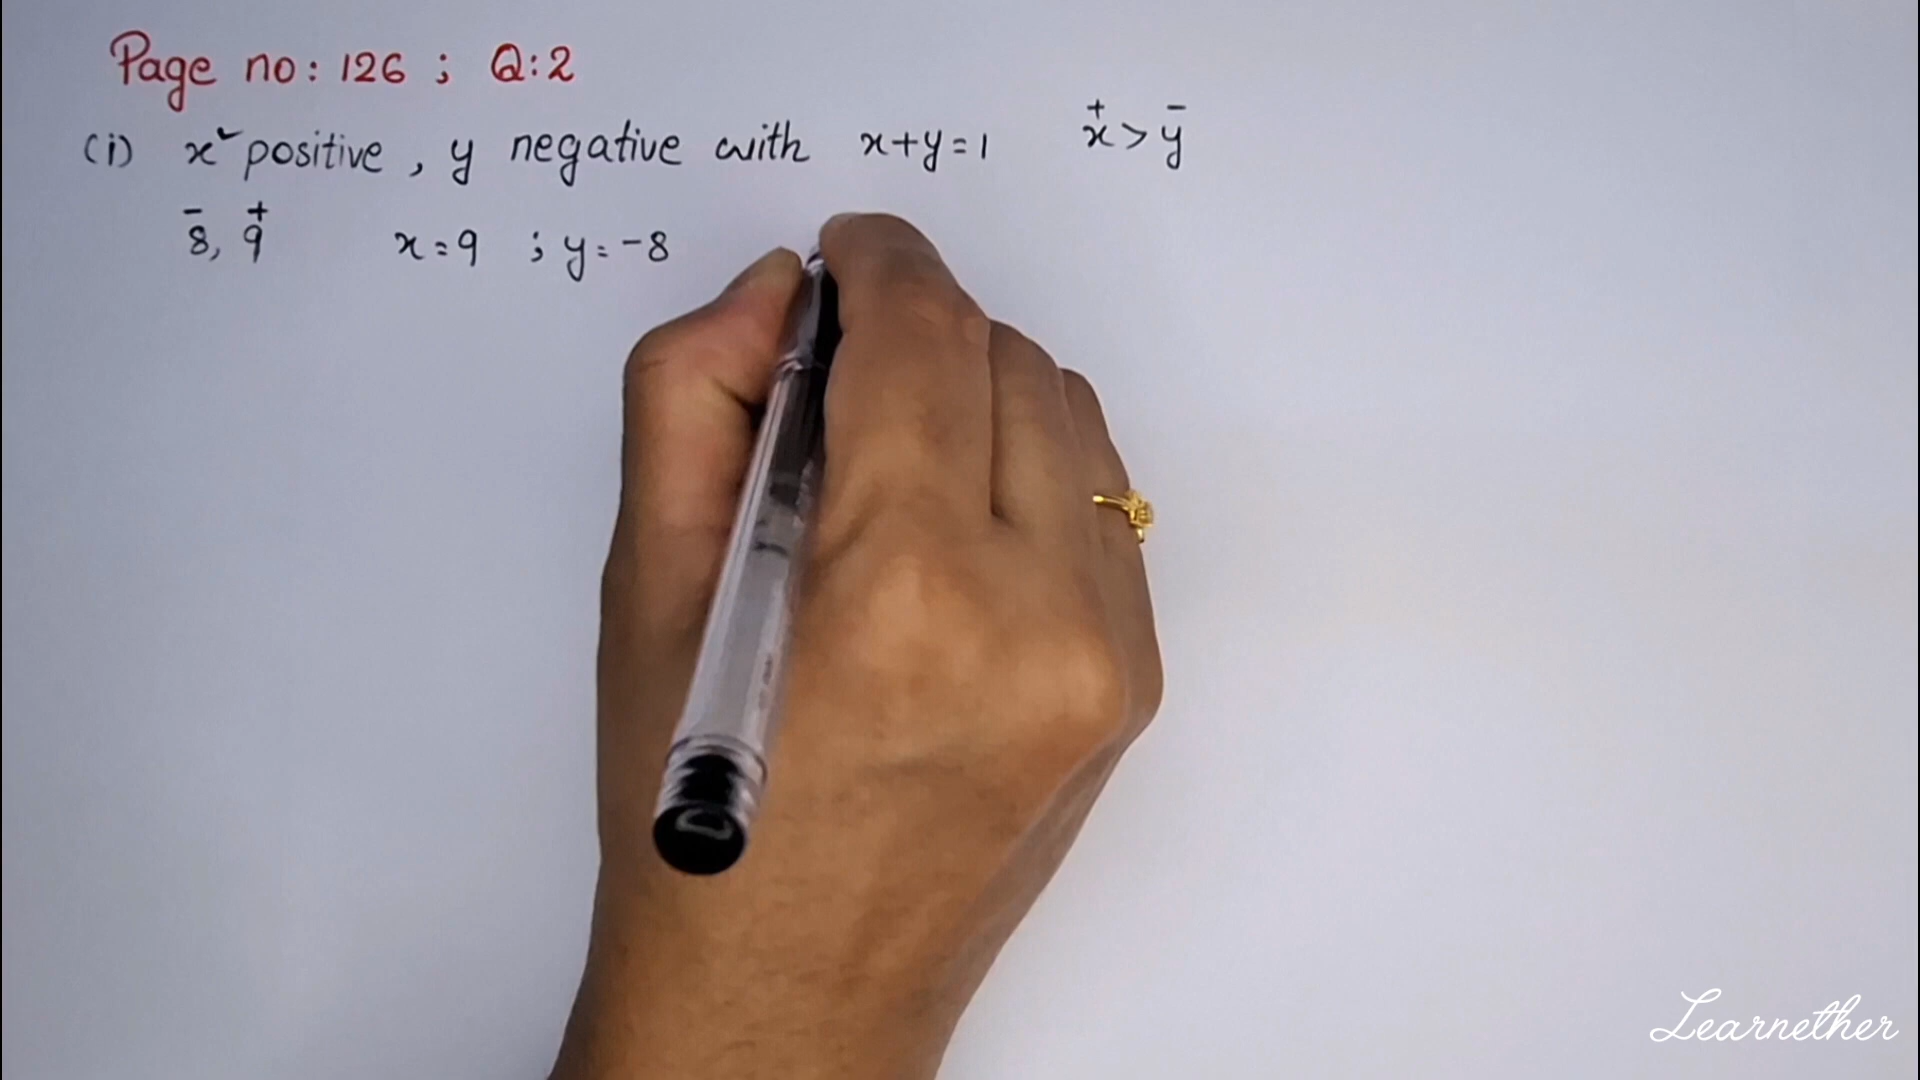 Page no: 126 ; Q:2
(i) x positive, y negative with x+y=1 x⁺ > y⁻
8⁻, 9⁺ x=9 ; y=-8
Learnether